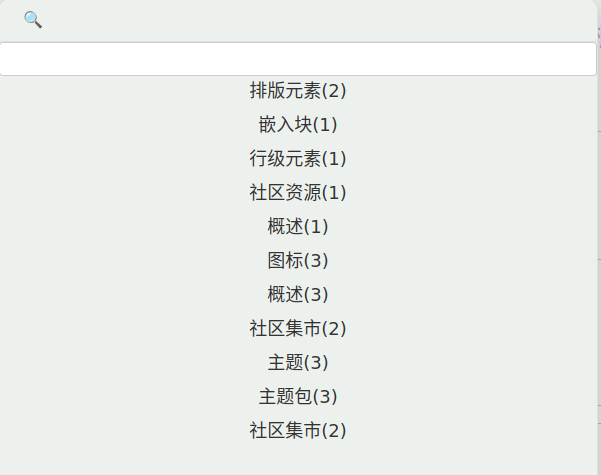 排版元素(2)
嵌入块(1)
行级元素(1)
社区资源(1)
概述(1)
图标(3)
概述(3)
社区集市(2)
主题(3)
主题包(3)
社区集市(2)